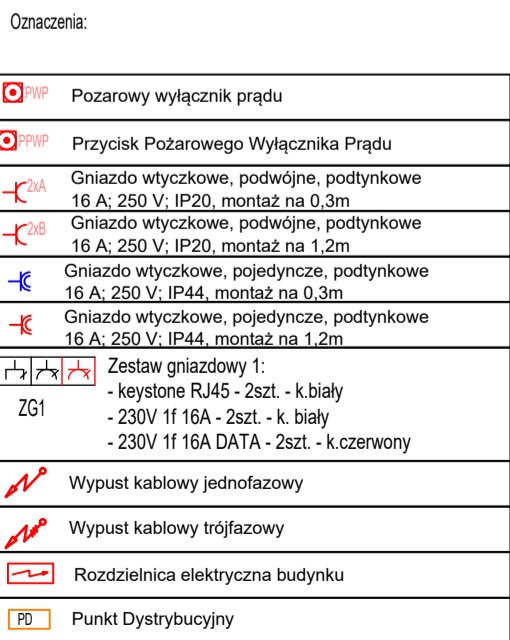 Oznaczenia:
PWP Pozarowy wyłącznik prądu
PPWP Przycisk Pożarowego Wyłącznika Prądu
2xA Gniazdo wtyczkowe, podwójne, podtynkowe
16 A; 250 V; IP20, montaż na 0,3m
2xB Gniazdo wtyczkowe, podwójne, podtynkowe
16 A; 250 V; IP20, montaż na 1,2m
Gniazdo wtyczkowe, pojedyncze, podtynkowe
16 A; 250 V; IP44, montaż na 0,3m
Gniazdo wtyczkowe, pojedyncze, podtynkowe
16 A; 250 V; IP44, montaż na 1,2m
Zestaw gniazdowy 1:
- keystone RJ45 - 2szt. - k.biały
ZG1 - 230V 1f 16A - 2szt. - k. biały
- 230V 1f 16A DATA - 2szt. - k.czerwony
Wypust kablowy jednofazowy
Wypust kablowy trójfazowy
Rozdzielnica elektryczna budynku
PD Punkt Dystrybucyjny